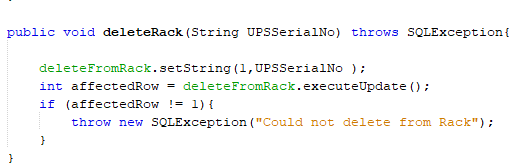 public void deleteRack(String UPSSerialNo) throws SQLException{
deleteFromRack.setString(1,UPSSerialNo );
int affectedRow = deleteFromRack.executeUpdate();
if (affectedRow != 1){
throw new SQLException("Could not delete from Rack");
}
}